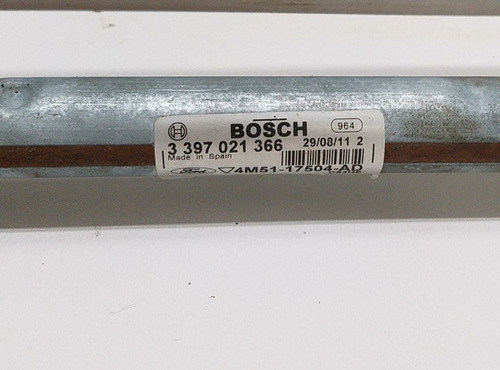 BOSCH 964
3 397 021 366 29/08/11 2
Made in Spain
Ford ▽4M51-17504-AD